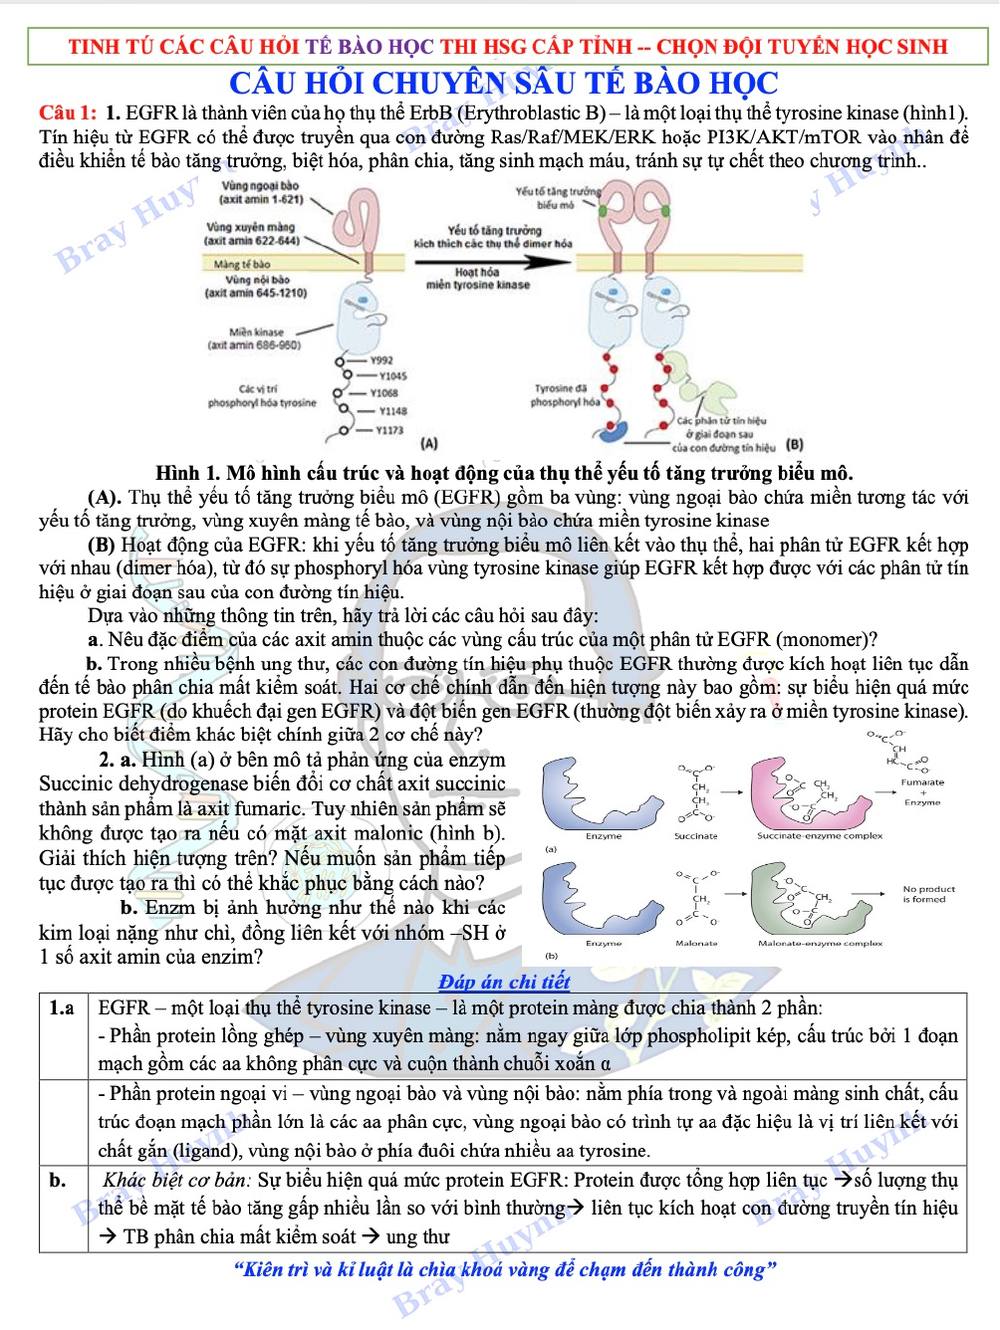 TINH TÚ CÁC CÂU HỎI TẾ BÀO HỌC THI HSG CẤP TỈNH -- CHỌN ĐỘI TUYỂN HỌC SINH
CÂU HỎI CHUYÊN SÂU TẾ BÀO HỌC
Câu 1: 1. EGFR là thành viên của họ thụ thể ErbB (Erythroblastic B) – là một loại thụ thể tyrosine kinase (hình1).
Tín hiệu từ EGFR có thể được truyền qua con đường Ras/Raf/MEK/ERK hoặc PI3K/AKT/mTOR vào nhân để
điều khiển tế bào tăng trưởng, biệt hóa, phân chia, tăng sinh mạch máu, tránh sự tự chết theo chương trình..
Bray Huynh
Bray Huy
y Huynh
Vùng ngoại bào
(axit amin 1-621)
Vùng xuyên màng
(axit amin 622-644)
Màng tế bào
Vùng nội bào
(axit amin 645-1210)
Miền kinase
(axit amin 686-960)
Các vị trí
phosphoryl hóa tyrosine
Y992
Y1045
Y1068
Y1148
Y1173
(A)
Yếu tố tăng trưởng
kích thích các thụ thể dimer hóa
Hoạt hóa
miền tyrosine kinase
Yếu tố tăng trưởng
biểu mô
Tyrosine đã
phosphoryl hóa
Các phân tử tín hiệu
ở giai đoạn sau
của con đường tín hiệu
(B)
Hình 1. Mô hình cấu trúc và hoạt động của thụ thể yếu tố tăng trưởng biểu mô.
(A). Thụ thể yếu tố tăng trưởng biểu mô (EGFR) gồm ba vùng: vùng ngoại bào chứa miền tương tác với
yếu tố tăng trưởng, vùng xuyên màng tế bào, và vùng nội bào chứa miền tyrosine kinase
(B) Hoạt động của EGFR: khi yếu tố tăng trưởng biểu mô liên kết vào thụ thể, hai phân tử EGFR kết hợp
với nhau (dimer hóa), từ đó sự phosphoryl hóa vùng tyrosine kinase giúp EGFR kết hợp được với các phân tử tín
hiệu ở giai đoạn sau của con đường tín hiệu.
Dựa vào những thông tin trên, hãy trả lời các câu hỏi sau đây:
a. Nêu đặc điểm của các axit amin thuộc các vùng cấu trúc của một phân tử EGFR (monomer)?
b. Trong nhiều bệnh ung thư, các con đường tín hiệu phụ thuộc EGFR thường được kích hoạt liên tục dẫn
đến tế bào phân chia mất kiểm soát. Hai cơ chế chính dẫn đến hiện tượng này bao gồm: sự biểu hiện quá mức
protein EGFR (do khuếch đại gen EGFR) và đột biến gen EGFR (thường đột biến xảy ra ở miền tyrosine kinase).
Hãy cho biết điểm khác biệt chính giữa 2 cơ chế này?
2. a. Hình (a) ở bên mô tả phản ứng của enzym
Succinic dehydrogenase biến đổi cơ chất axit succinic
thành sản phẩm là axit fumaric. Tuy nhiên sản phẩm sẽ
không được tạo ra nếu có mặt axit malonic (hình b).
Giải thích hiện tượng trên? Nếu muốn sản phẩm tiếp
tục được tạo ra thì có thể khắc phục bằng cách nào?
b. Enzm bị ảnh hưởng như thế nào khi các
kim loại nặng như chì, đồng liên kết với nhóm –SH ở
1 số axit amin của enzim?
Enzyme
Succinate
Succinate-enzyme complex
Fumarate
+
Enzyme
(a)
Enzyme
Malonate
Malonate-enzyme complex
No product
is formed
(b)
Đáp án chi tiết
1.a EGFR – một loại thụ thể tyrosine kinase – là một protein màng được chia thành 2 phần:
- Phần protein lồng ghép – vùng xuyên màng: nằm ngay giữa lớp phospholipit kép, cấu trúc bởi 1 đoạn
mạch gồm các aa không phân cực và cuộn thành chuỗi xoắn α
- Phần protein ngoại vi – vùng ngoại bào và vùng nội bào: nằm phía trong và ngoài màng sinh chất, cấu
trúc đoạn mạch phần lớn là các aa phân cực, vùng ngoại bào có trình tự aa đặc hiệu là vị trí liên kết với
chất gắn (ligand), vùng nội bào ở phía đuôi chứa nhiều aa tyrosine.
b. Khác biệt cơ bản: Sự biểu hiện quá mức protein EGFR: Protein được tổng hợp liên tục →số lượng thụ
thể bề mặt tế bào tăng gấp nhiều lần so với bình thường→ liên tục kích hoạt con đường truyền tín hiệu
→ TB phân chia mất kiểm soát → ung thư
Bray Huynh
Bray Huynh
Bray Huynh
“Kiên trì và kỉ luật là chìa khoá vàng để chạm đến thành công”